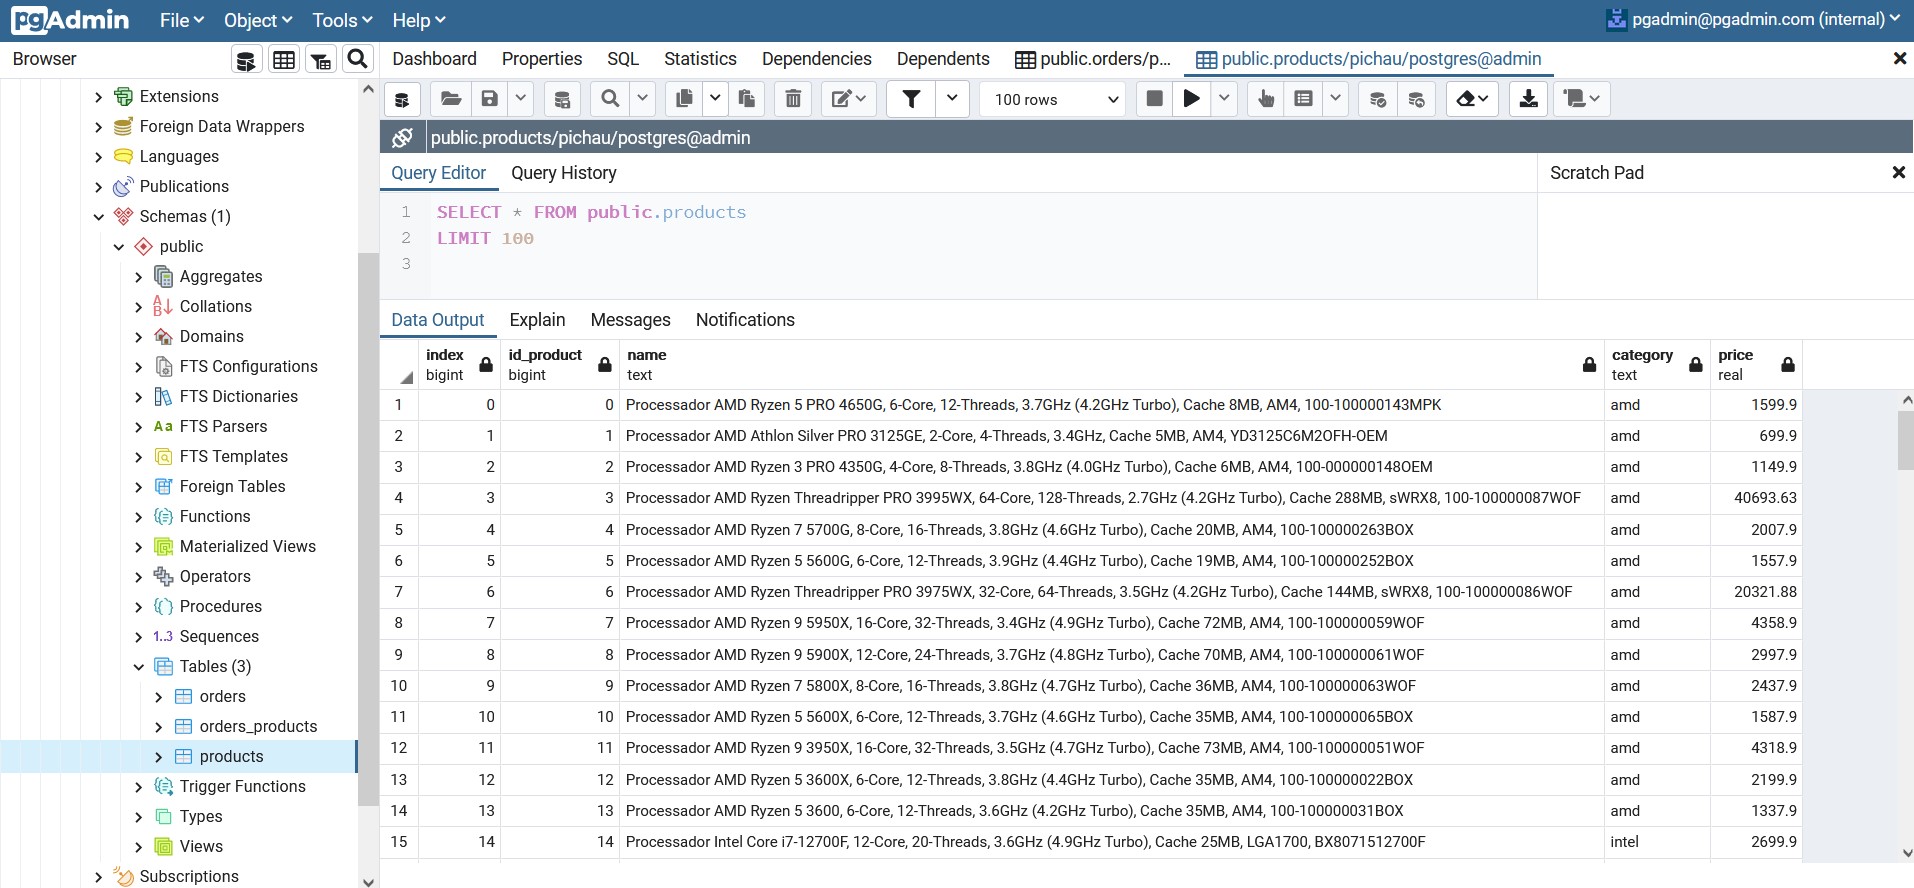 pgAdmin File Object Tools Help pgadmin@pgadmin.com (internal)
Browser
Dashboard Properties SQL Statistics Dependencies Dependents public.orders/p... public.products/pichau/postgres@admin
100 rows
public.products/pichau/postgres@admin
Query Editor Query History
Scratch Pad
1 SELECT * FROM public.products
2 LIMIT 100
3
Extensions
Foreign Data Wrappers
Languages
Publications
Schemas (1)
public
Aggregates
Collations
Domains
FTS Configurations
FTS Dictionaries
Aa FTS Parsers
FTS Templates
Foreign Tables
Functions
Materialized Views
Operators
Procedures
1..3 Sequences
Tables (3)
orders
orders_products
products
Trigger Functions
Types
Views
Subscriptions
Data Output Explain Messages Notifications
index id_product name category price
bigint bigint text text real
1 0 0 Processador AMD Ryzen 5 PRO 4650G, 6-Core, 12-Threads, 3.7GHz (4.2GHz Turbo), Cache 8MB, AM4, 100-100000143MPK amd 1599.9
2 1 1 Processador AMD Athlon Silver PRO 3125GE, 2-Core, 4-Threads, 3.4GHz, Cache 5MB, AM4, YD3125C6M2OFH-OEM amd 699.9
3 2 2 Processador AMD Ryzen 3 PRO 4350G, 4-Core, 8-Threads, 3.8GHz (4.0GHz Turbo), Cache 6MB, AM4, 100-000000148OEM amd 1149.9
4 3 3 Processador AMD Ryzen Threadripper PRO 3995WX, 64-Core, 128-Threads, 2.7GHz (4.2GHz Turbo), Cache 288MB, sWRX8, 100-100000087WOF amd 40693.63
5 4 4 Processador AMD Ryzen 7 5700G, 8-Core, 16-Threads, 3.8GHz (4.6GHz Turbo), Cache 20MB, AM4, 100-100000263BOX amd 2007.9
6 5 5 Processador AMD Ryzen 5 5600G, 6-Core, 12-Threads, 3.9GHz (4.4GHz Turbo), Cache 19MB, AM4, 100-100000252BOX amd 1557.9
7 6 6 Processador AMD Ryzen Threadripper PRO 3975WX, 32-Core, 64-Threads, 3.5GHz (4.2GHz Turbo), Cache 144MB, sWRX8, 100-100000086WOF amd 20321.88
8 7 7 Processador AMD Ryzen 9 5950X, 16-Core, 32-Threads, 3.4GHz (4.9GHz Turbo), Cache 72MB, AM4, 100-100000059WOF amd 4358.9
9 8 8 Processador AMD Ryzen 9 5900X, 12-Core, 24-Threads, 3.7GHz (4.8GHz Turbo), Cache 70MB, AM4, 100-100000061WOF amd 2997.9
10 9 9 Processador AMD Ryzen 7 5800X, 8-Core, 16-Threads, 3.8GHz (4.7GHz Turbo), Cache 36MB, AM4, 100-100000063WOF amd 2437.9
11 10 10 Processador AMD Ryzen 5 5600X, 6-Core, 12-Threads, 3.7GHz (4.6GHz Turbo), Cache 35MB, AM4, 100-100000065BOX amd 1587.9
12 11 11 Processador AMD Ryzen 9 3950X, 16-Core, 32-Threads, 3.5GHz (4.7GHz Turbo), Cache 73MB, AM4, 100-100000051WOF amd 4318.9
13 12 12 Processador AMD Ryzen 5 3600X, 6-Core, 12-Threads, 3.8GHz (4.4GHz Turbo), Cache 35MB, AM4, 100-100000022BOX amd 2199.9
14 13 13 Processador AMD Ryzen 5 3600, 6-Core, 12-Threads, 3.6GHz (4.2GHz Turbo), Cache 35MB, AM4, 100-100000031BOX amd 1337.9
15 14 14 Processador Intel Core i7-12700F, 12-Core, 20-Threads, 3.6GHz (4.9GHz Turbo), Cache 25MB, LGA1700, BX8071512700F intel 2699.9